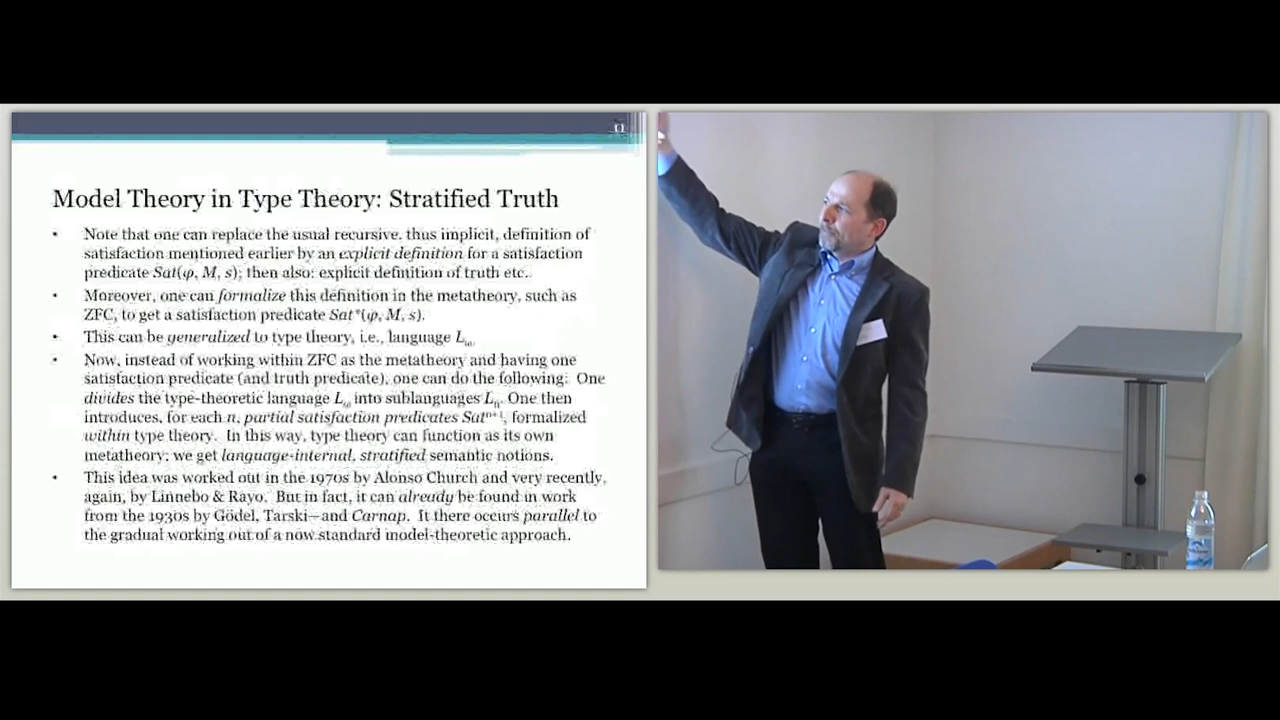 11
Model Theory in Type Theory: Stratified Truth
• Note that one can replace the usual recursive, thus implicit, definition of
satisfaction mentioned earlier by an explicit definition for a satisfaction
predicate Sat(φ, M, s); then also: explicit definition of truth etc.
• Moreover, one can formalize this definition in the metatheory, such as
ZFC, to get a satisfaction predicate Sat*(φ, M, s).
• This can be generalized to type theory, i.e., language Lω.
• Now, instead of working within ZFC as the metatheory and having one
satisfaction predicate (and truth predicate), one can do the following: One
divides the type-theoretic language Lω into sublanguages Ln. One then
introduces, for each n, partial satisfaction predicates Satⁿ⁺¹, formalized
within type theory. In this way, type theory can function as its own
metatheory; we get language-internal, stratified semantic notions.
• This idea was worked out in the 1970s by Alonso Church and very recently,
again, by Linnebo & Rayo. But in fact, it can already be found in work
from the 1930s by Gödel, Tarski—and Carnap. It there occurs parallel to
the gradual working out of a now standard model-theoretic approach.